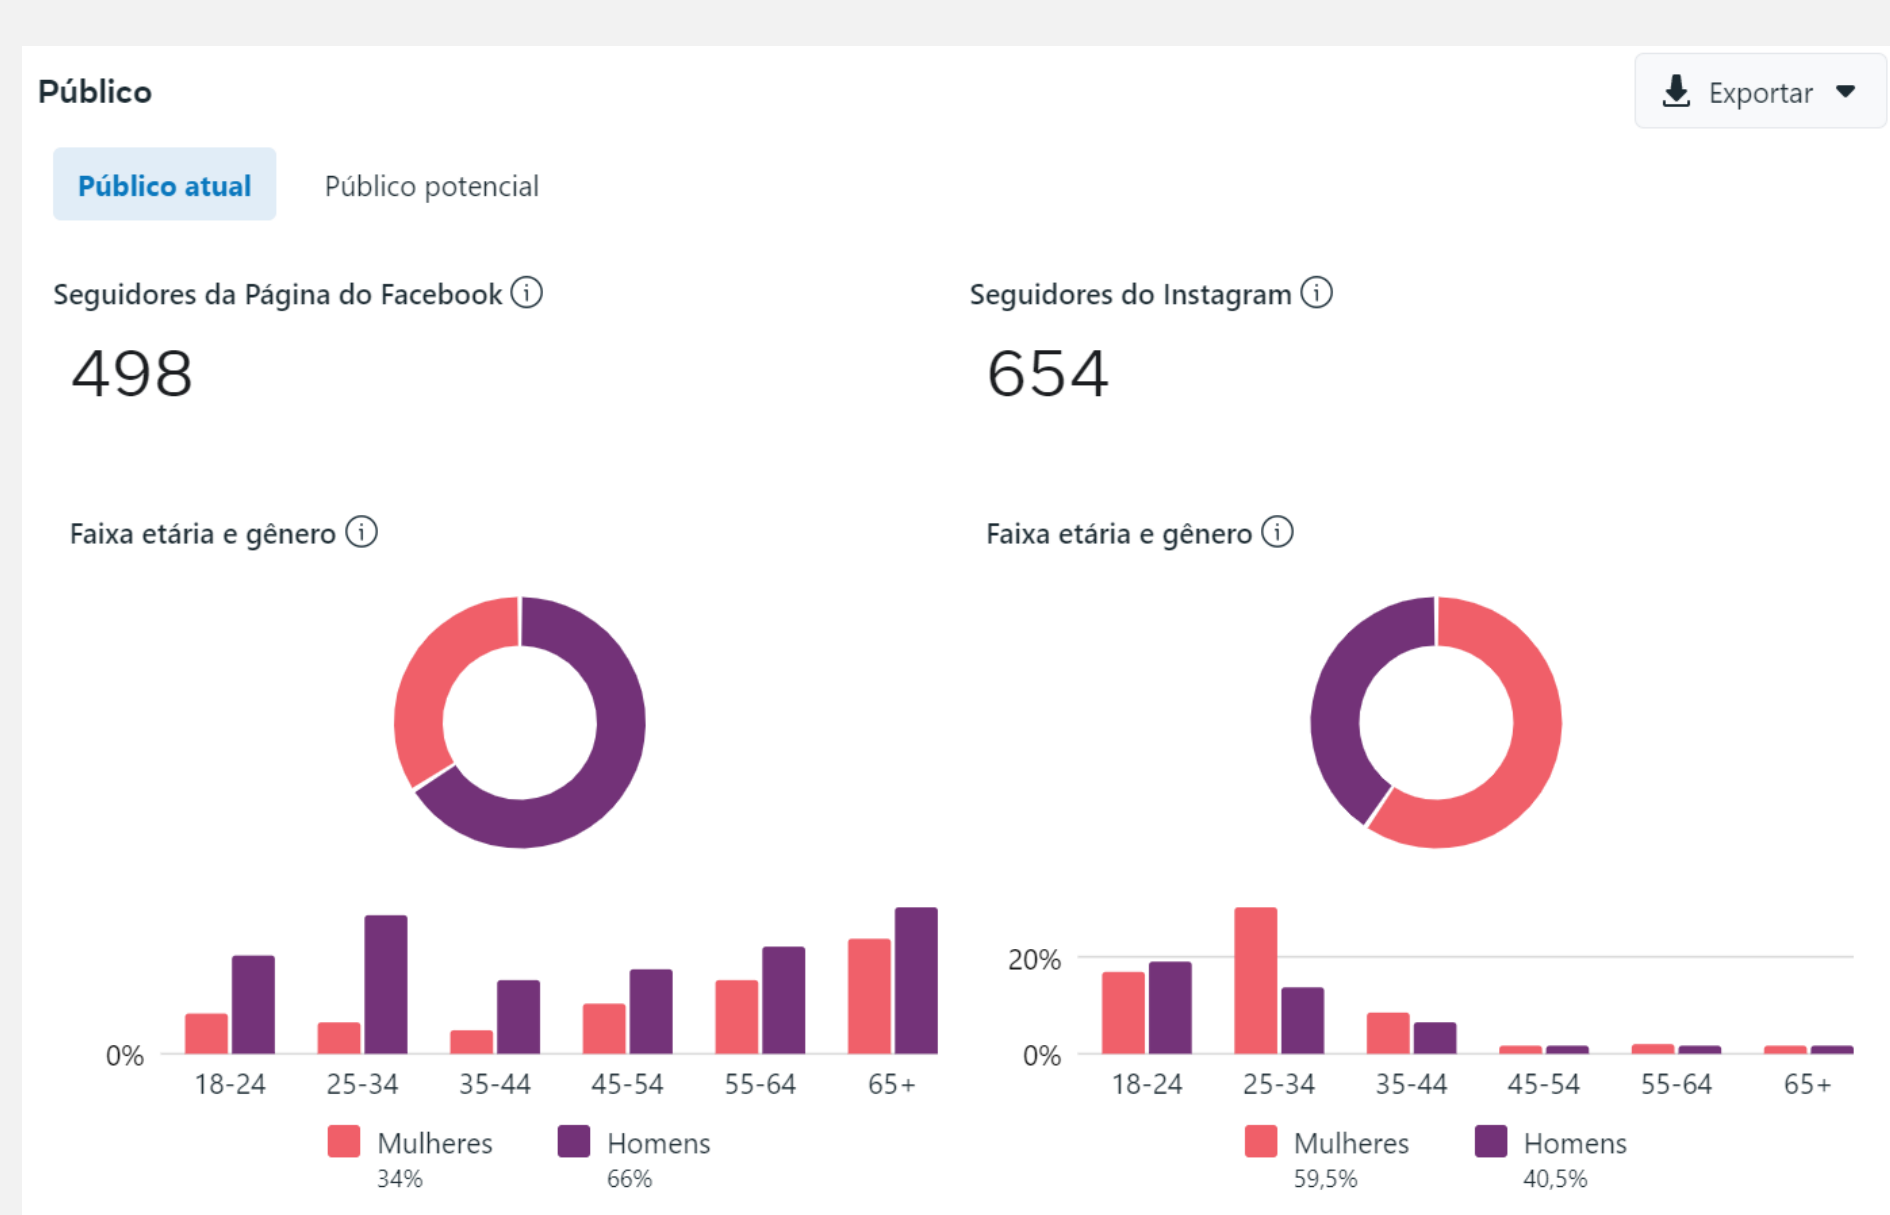 Público
Exportar
Público atual
Público potencial
Seguidores da Página do Facebook
498
Seguidores do Instagram
654
Faixa etária e gênero
Faixa etária e gênero
0%
18-24 25-34 35-44 45-54 55-64 65+
Mulheres
34%
Homens
66%
20%
0%
18-24 25-34 35-44 45-54 55-64 65+
Mulheres
59,5%
Homens
40,5%